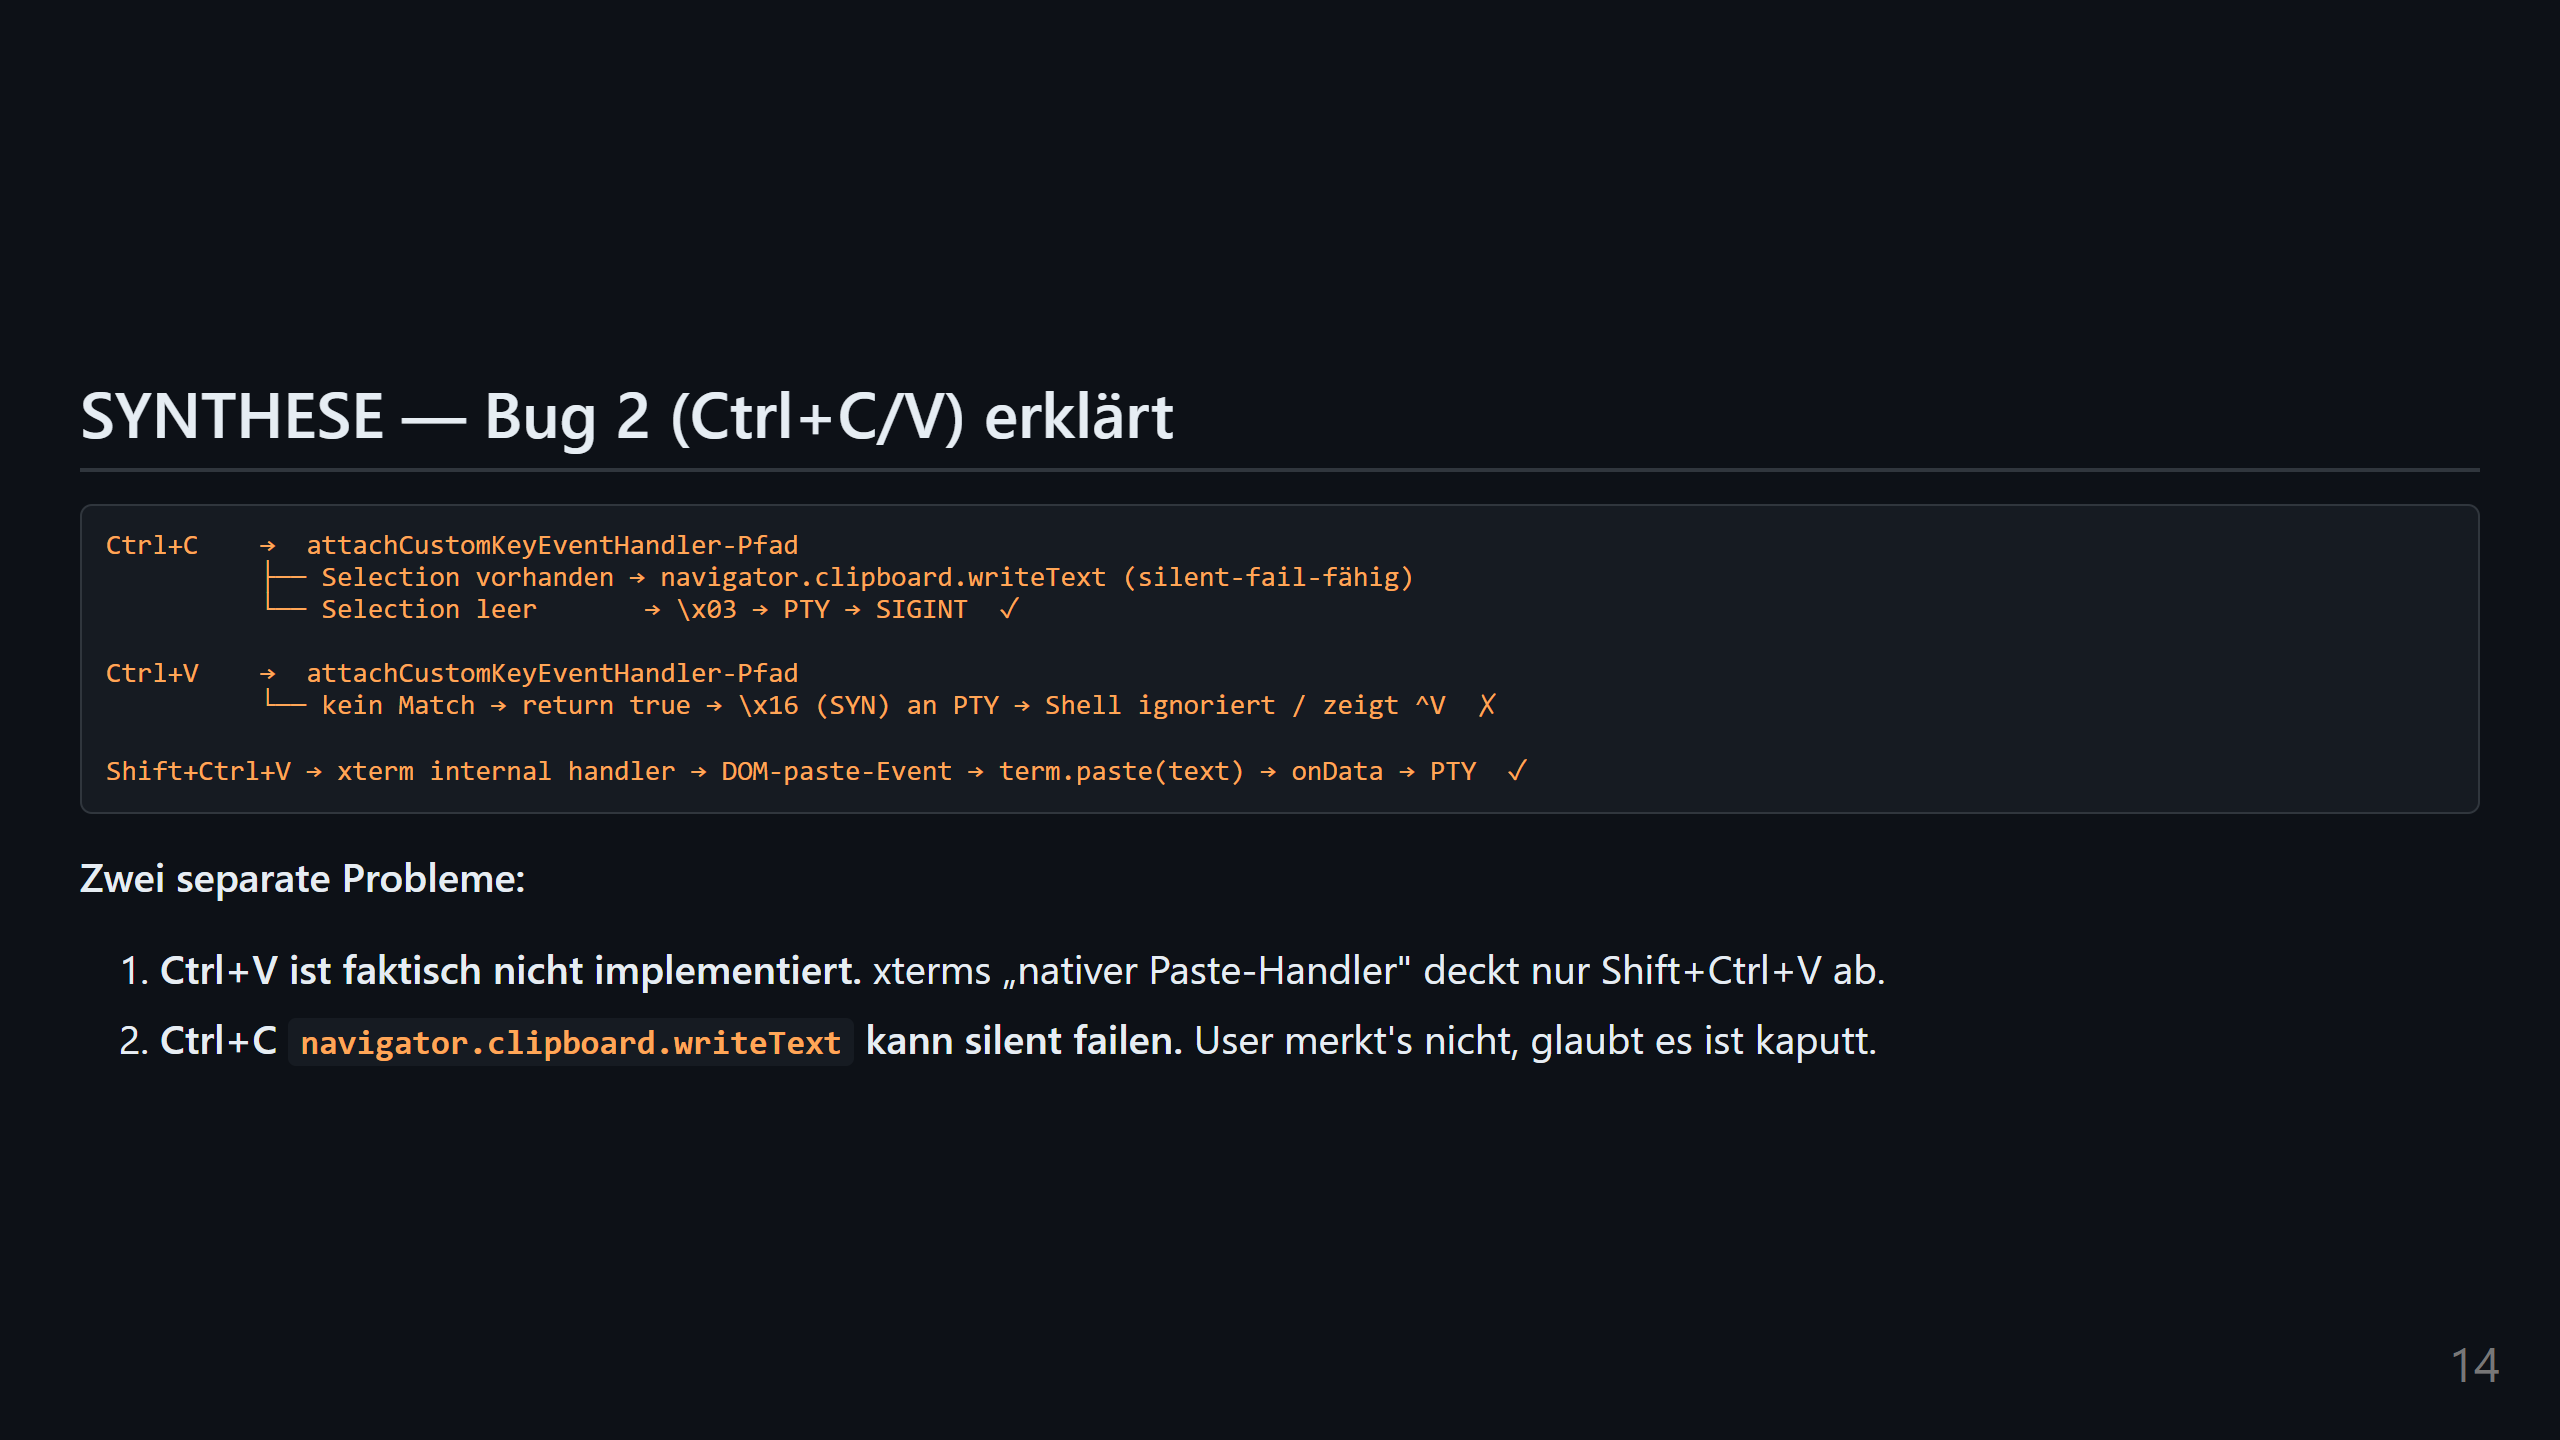 SYNTHESE — Bug 2 (Ctrl+C/V) erklärt
Ctrl+C    →  attachCustomKeyEventHandler-Pfad
          ├── Selection vorhanden → navigator.clipboard.writeText (silent-fail-fähig)
          └── Selection leer       → \x03 → PTY → SIGINT  ✓
Ctrl+V    →  attachCustomKeyEventHandler-Pfad
          └── kein Match → return true → \x16 (SYN) an PTY → Shell ignoriert / zeigt ^V  ✗
Shift+Ctrl+V → xterm internal handler → DOM-paste-Event → term.paste(text) → onData → PTY  ✓
Zwei separate Probleme:
1. Ctrl+V ist faktisch nicht implementiert. xterms „nativer Paste-Handler" deckt nur Shift+Ctrl+V ab.
2. Ctrl+C navigator.clipboard.writeText kann silent failen. User merkt's nicht, glaubt es ist kaputt.
14